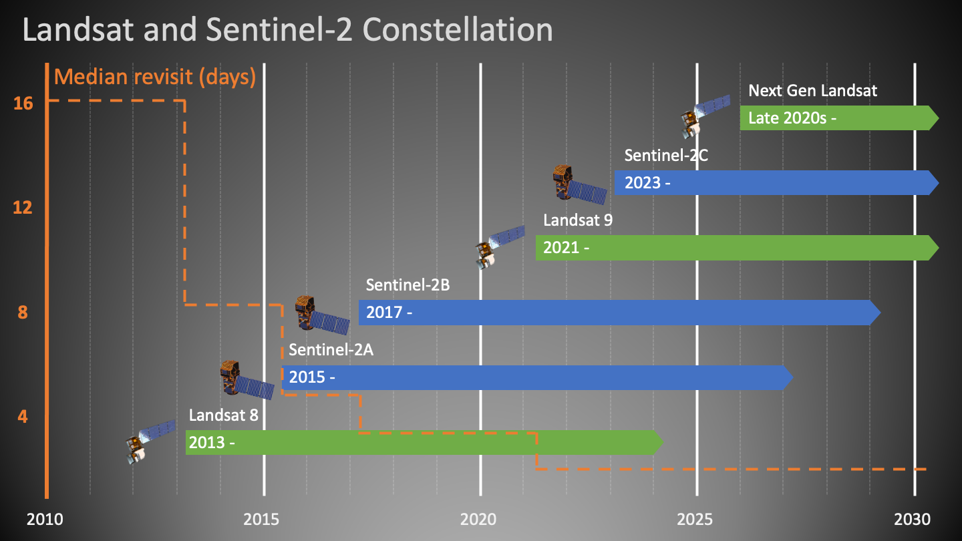 Landsat and Sentinel-2 Constellation
Median revisit (days)
16
12
8
4
Next Gen Landsat
Late 2020s -
Sentinel-2C
2023 -
Landsat 9
2021 -
Sentinel-2B
2017 -
Sentinel-2A
2015 -
Landsat 8
2013 -
2010
2015
2020
2025
2030